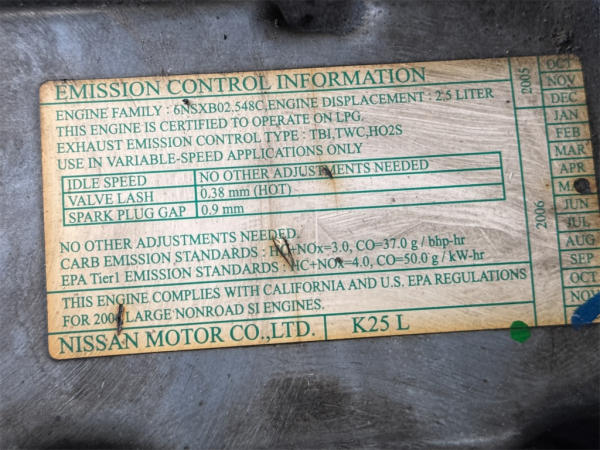 EMISSION CONTROL INFORMATION
ENGINE FAMILY : 6NSXB02.548C, ENGINE DISPLACEMENT : 2.5 LITER
THIS ENGINE IS CERTIFIED TO OPERATE ON LPG.
EXHAUST EMISSION CONTROL TYPE : TBI,TWC,HO2S
USE IN VARIABLE-SPEED APPLICATIONS ONLY
IDLE SPEED NO OTHER ADJUSTMENTS NEEDED
VALVE LASH 0.38 mm (HOT)
SPARK PLUG GAP 0.9 mm
NO OTHER ADJUSTMENTS NEEDED.
CARB EMISSION STANDARDS : HC+NOx=3.0, CO=37.0 g / bhp-hr
EPA Tier1 EMISSION STANDARDS : HC+NOx=4.0, CO=50.0 g / kW-hr
THIS ENGINE COMPLIES WITH CALIFORNIA AND U.S. EPA REGULATIONS
FOR 2006 LARGE NONROAD SI ENGINES.
NISSAN MOTOR CO.,LTD. K25 L
2005
OCT
NOV
DEC
2006
JAN
FEB
MAR
APR
JUN
JUL
AUG
SEP
OCT
NOV